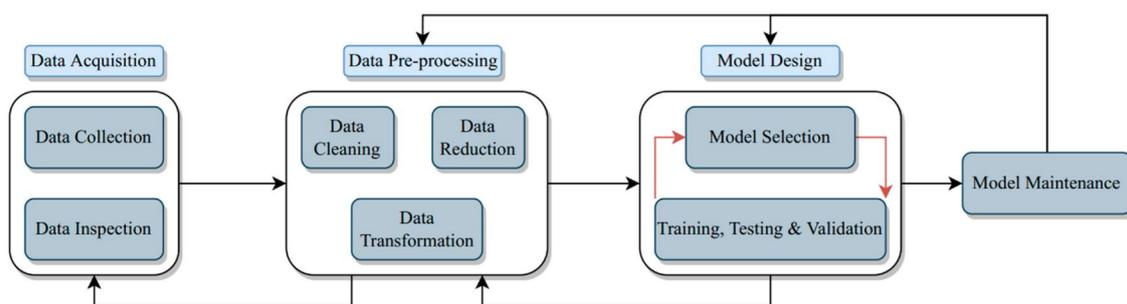 Data Acquisition
Data Pre-processing
Model Design
Data Collection
Data Inspection
Data
Cleaning
Data
Reduction
Data
Transformation
Model Selection
Training, Testing & Validation
Model Maintenance